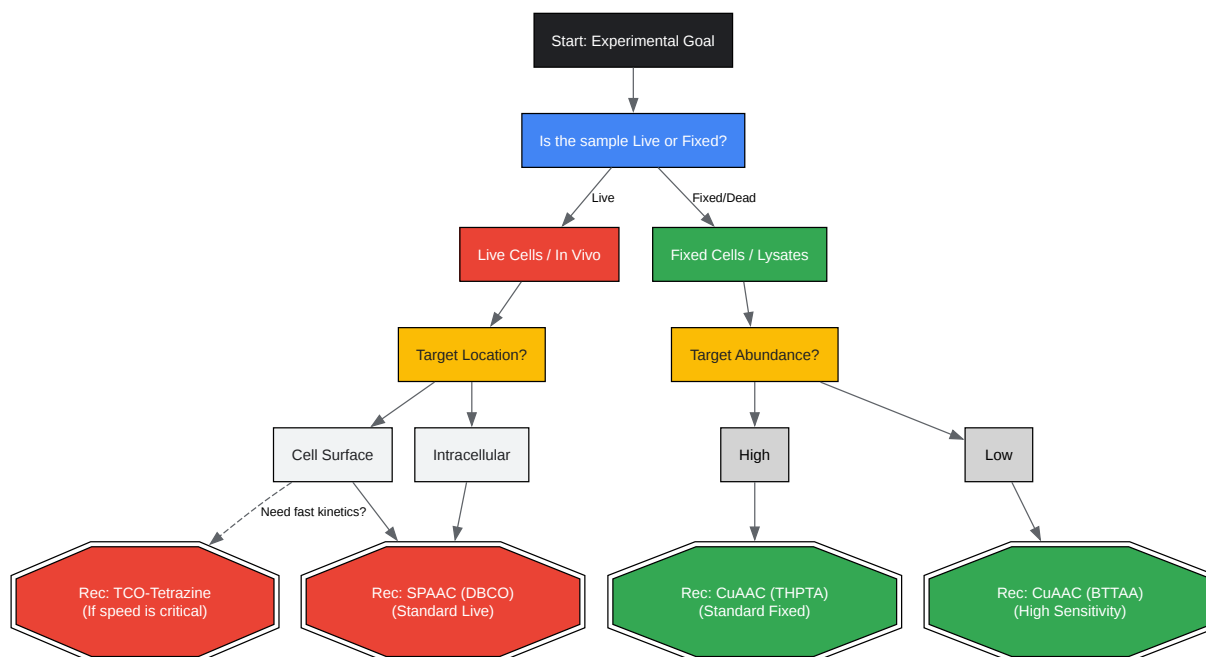 Start: Experimental Goal
Is the sample Live or Fixed?
Live
Fixed/Dead
Live Cells / In Vivo
Fixed Cells / Lysates
Target Location?
Target Abundance?
Cell Surface
Intracellular
High
Low
Need fast kinetics?
Rec: TCO-Tetrazine
(If speed is critical)
Rec: SPAAC (DBCO)
(Standard Live)
Rec: CuAAC (THPTA)
(Standard Fixed)
Rec: CuAAC (BTTAA)
(High Sensitivity)